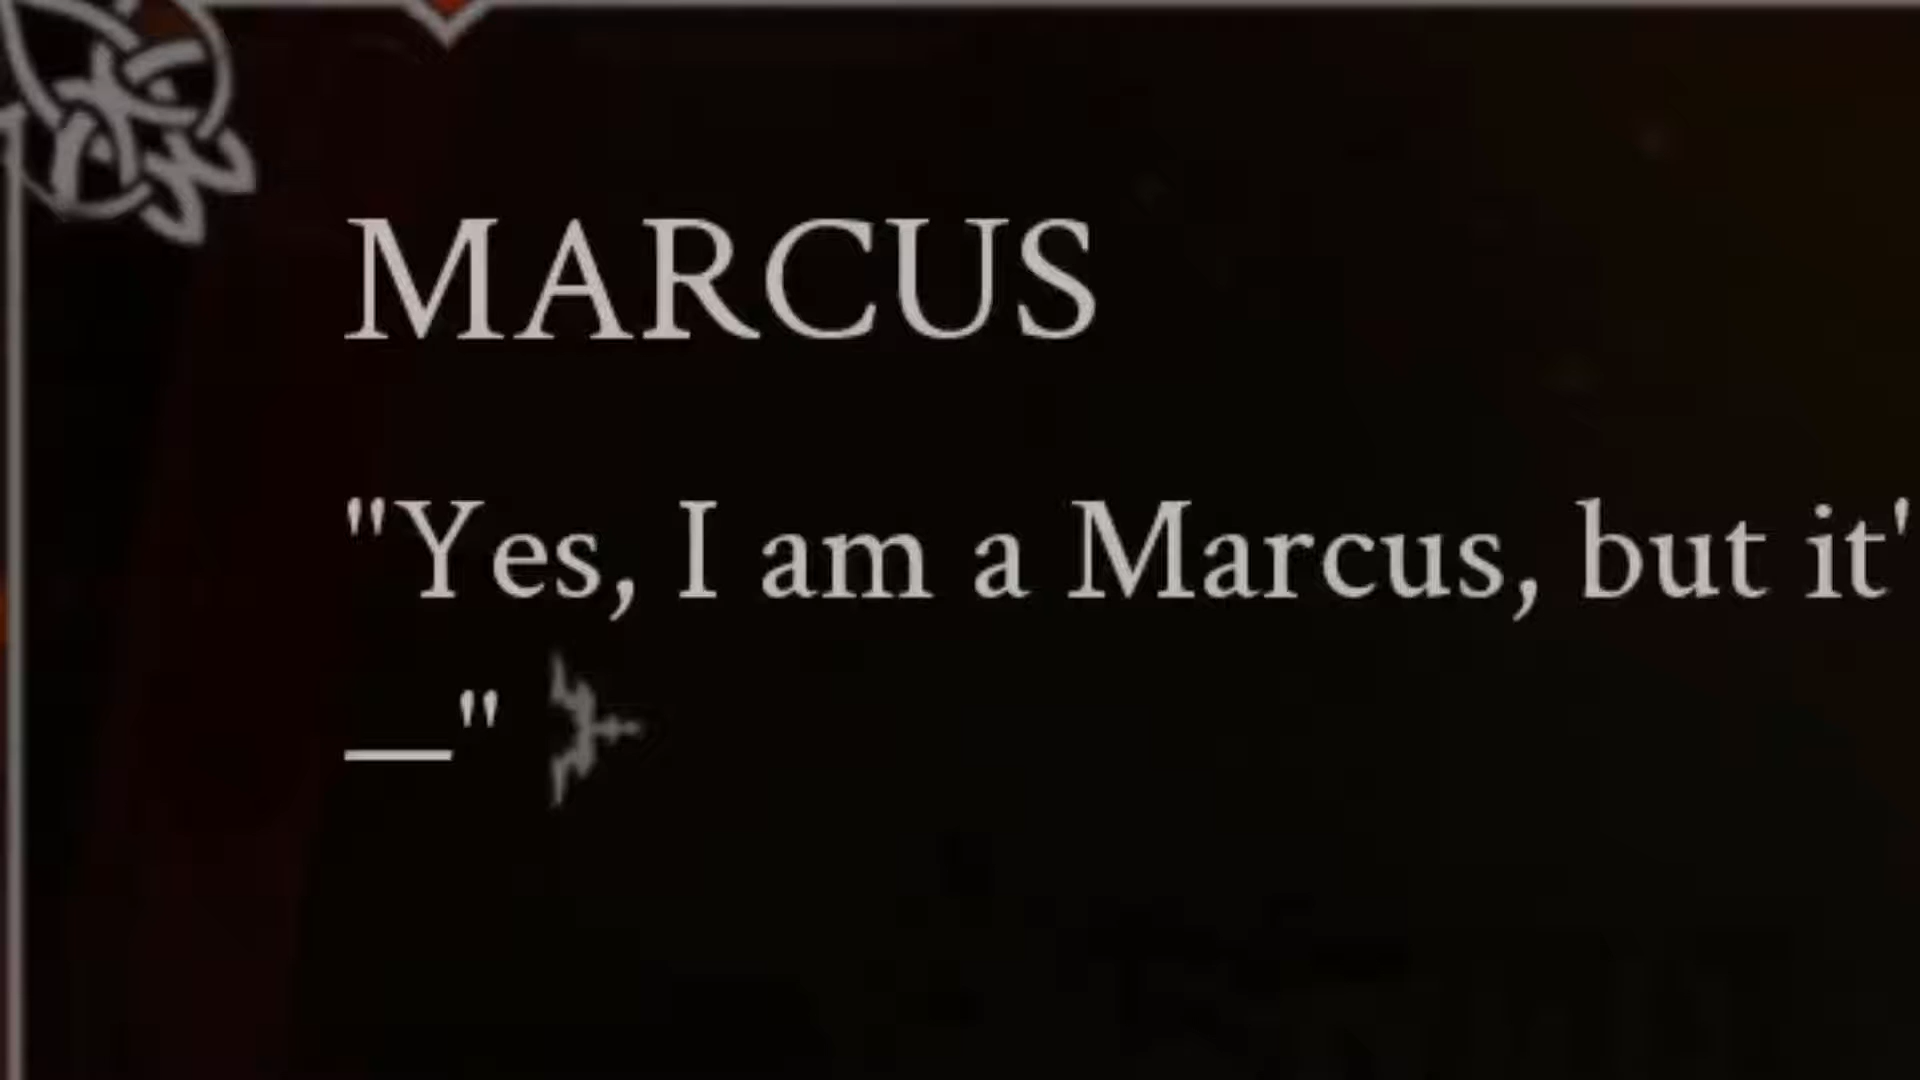 MARCUS
"Yes, I am a Marcus, but it'
—"